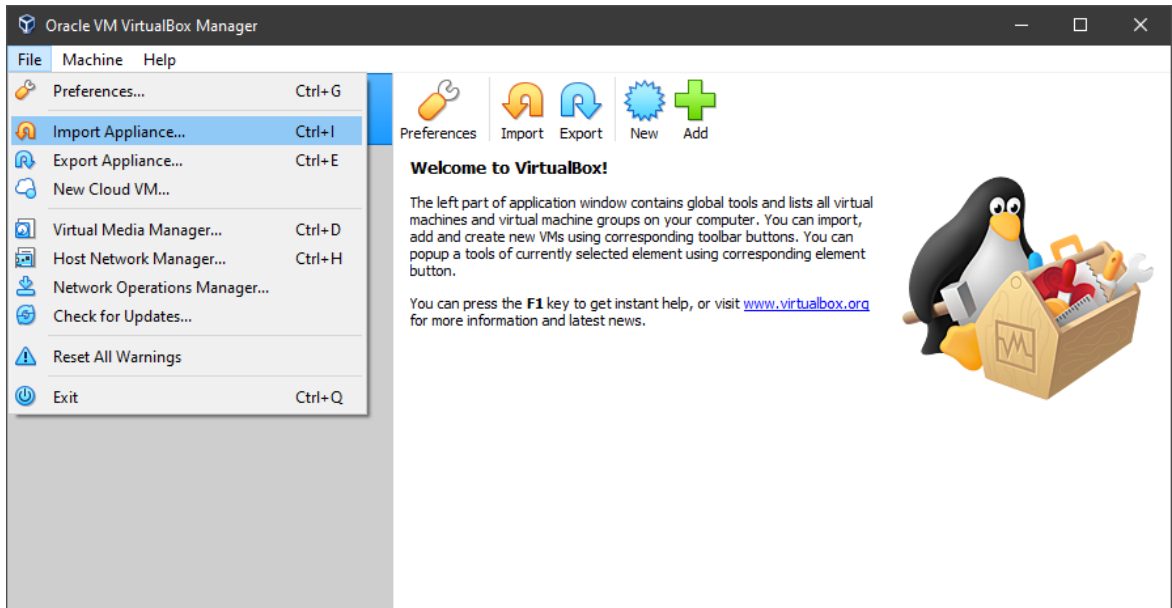 Oracle VM VirtualBox Manager
File Machine Help
Preferences... Ctrl+G
Import Appliance... Ctrl+I
Export Appliance... Ctrl+E
New Cloud VM...
Virtual Media Manager... Ctrl+D
Host Network Manager... Ctrl+H
Network Operations Manager...
Check for Updates...
Reset All Warnings
Exit Ctrl+Q
Preferences Import Export New Add
Welcome to VirtualBox!
The left part of application window contains global tools and lists all virtual
machines and virtual machine groups on your computer. You can import,
add and create new VMs using corresponding toolbar buttons. You can
popup a tools of currently selected element using corresponding element
button.
You can press the F1 key to get instant help, or visit www.virtualbox.org
for more information and latest news.